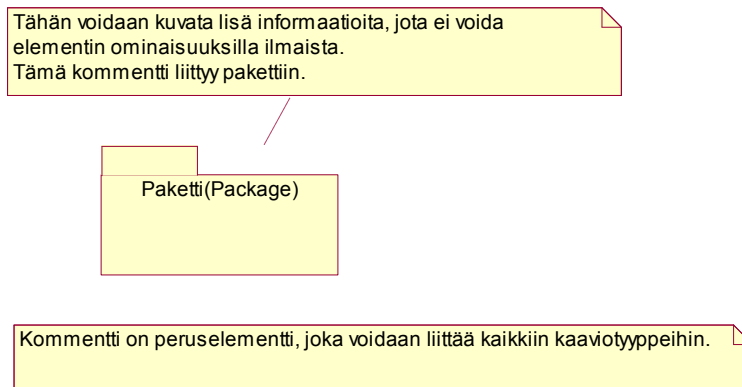 Tähän voidaan kuvata lisä informaatioita, jota ei voida
elementin ominaisuuksilla ilmaista.
Tämä kommentti liittyy pakettiin.
Paketti(Package)
Kommentti on peruselementti, joka voidaan liittää kaikkiin kaaviotyyppeihin.